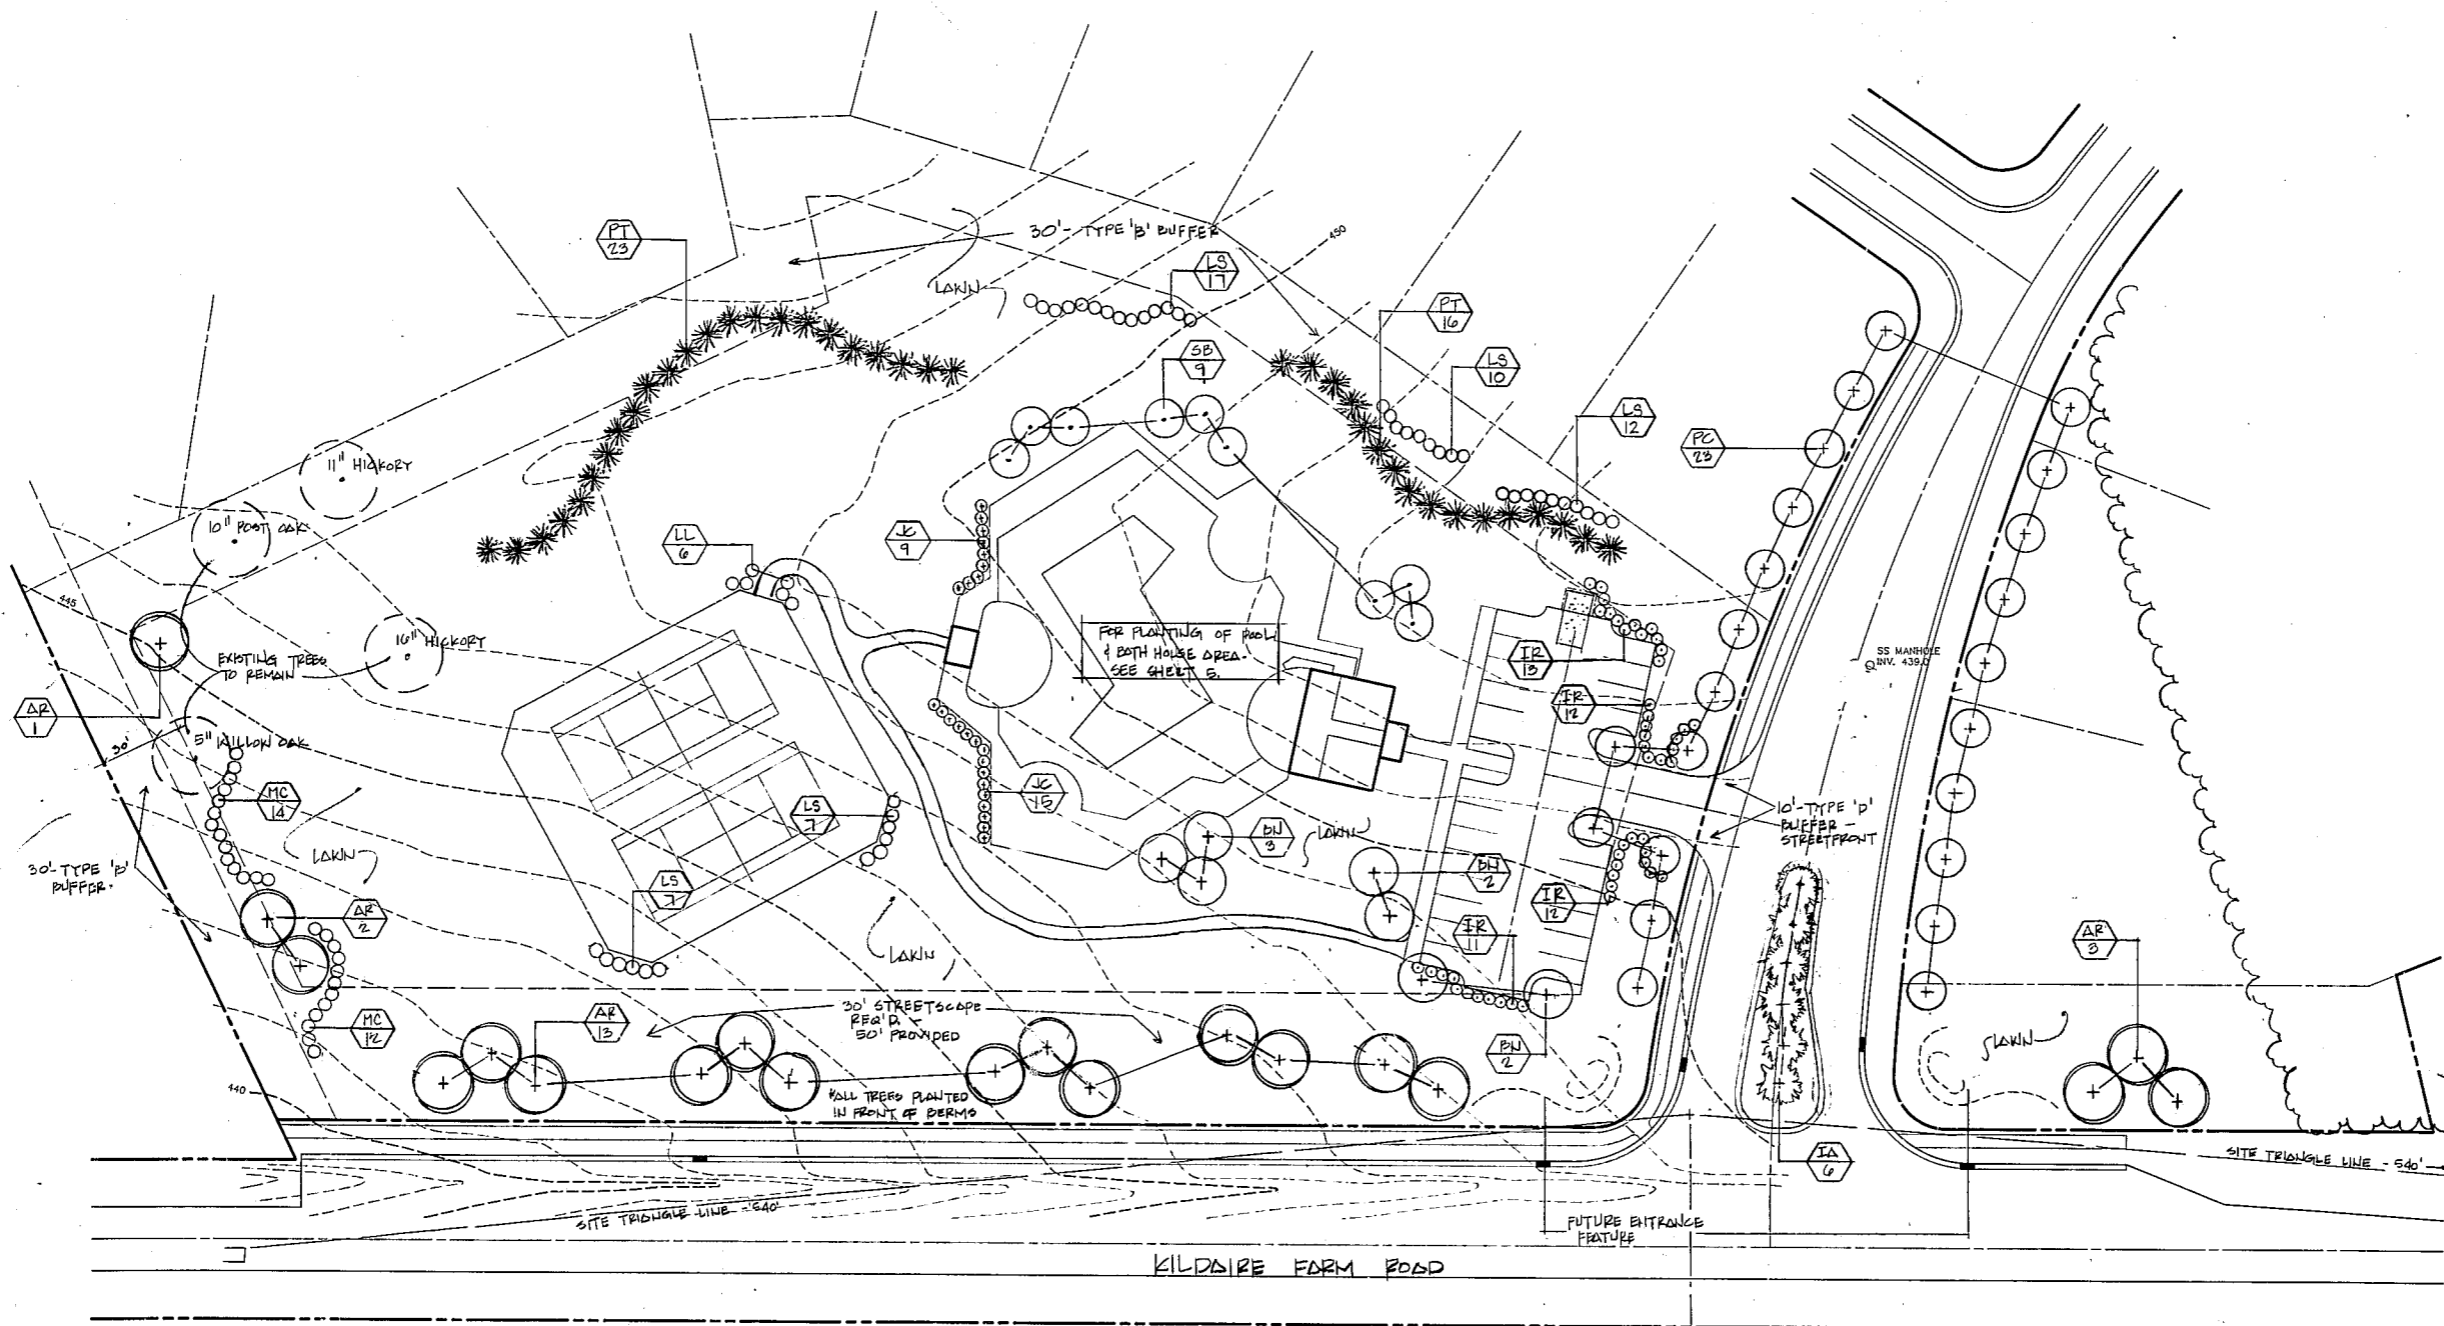 PT
23
30'- TYPE 'B' BUFFER
LAWN
LS
17
450
PT
16
SB
9
LS
10
LS
12
PC
23
11" HICKORY
10" POST OAK
LL
6
JC
9
445
16" HICKORY
EXISTING TREES
TO REMAIN
FOR PLANTING OF POOL
& BATH HOUSE AREA-
SEE SHEET 5.
IR
13
SS MANHOLE
INV. 439.0
AR
1
IR
12
30'
5" WILLOW OAK
MC
14
LS
7
JC
15
BN
3
LAWN
10'-TYPE 'D'
BUFFER -
STREETFRONT
LAWN
30'-TYPE 'B'
BUFFER.
LS
7
BN
2
IR
12
AR
2
IR
11
AR
3
LAWN
30' STREETSCAPE
REQ'D. -
50' PROVIDED
AR
13
MC
12
BN
2
LAWN
440
*ALL TREES PLANTED
IN FRONT OF BERMS
IA
6
SITE TRIANGLE LINE - 540'
SITE TRIANGLE LINE - 540'
FUTURE ENTRANCE
FEATURE
KILDAIRE FARM ROAD